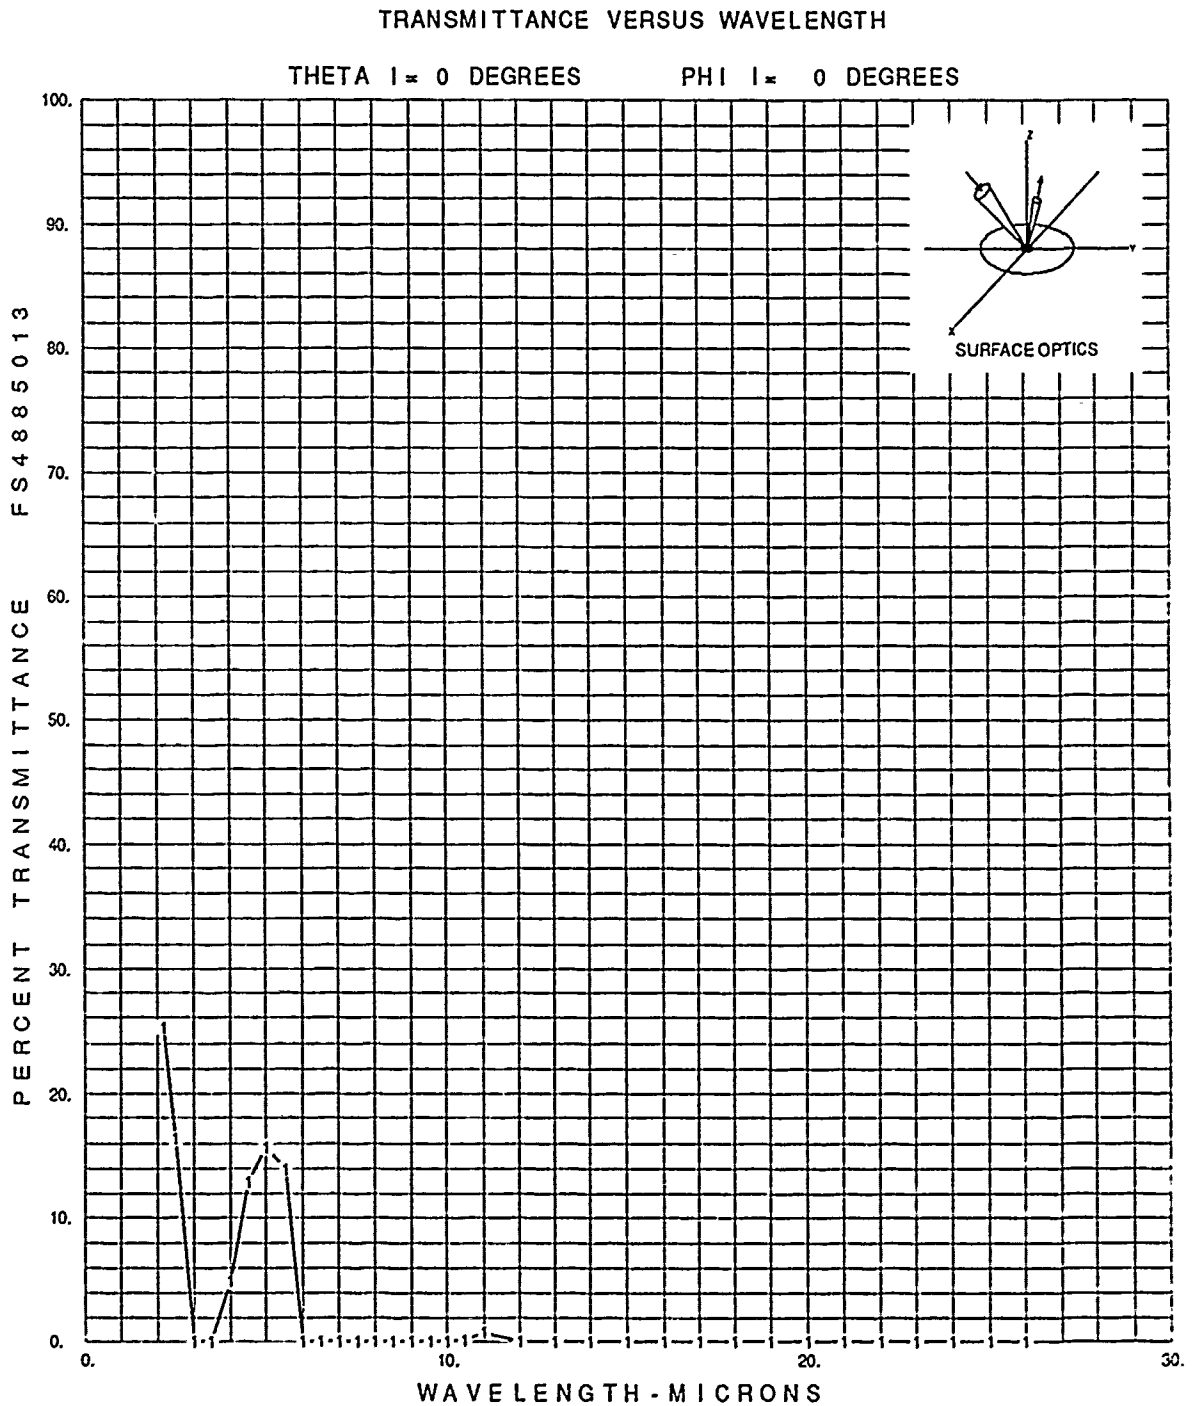 TRANSMITTANCE VERSUS WAVELENGTH
THETA I= 0 DEGREES PHI I= 0 DEGREES
PERCENT TRANSMITTANCE FS4885013
100.
90.
80.
70.
60.
50.
40.
30.
20.
10.
0.
Z
Y
X
SURFACE OPTICS
0.
10.
20.
30.
WAVELENGTH-MICRONS